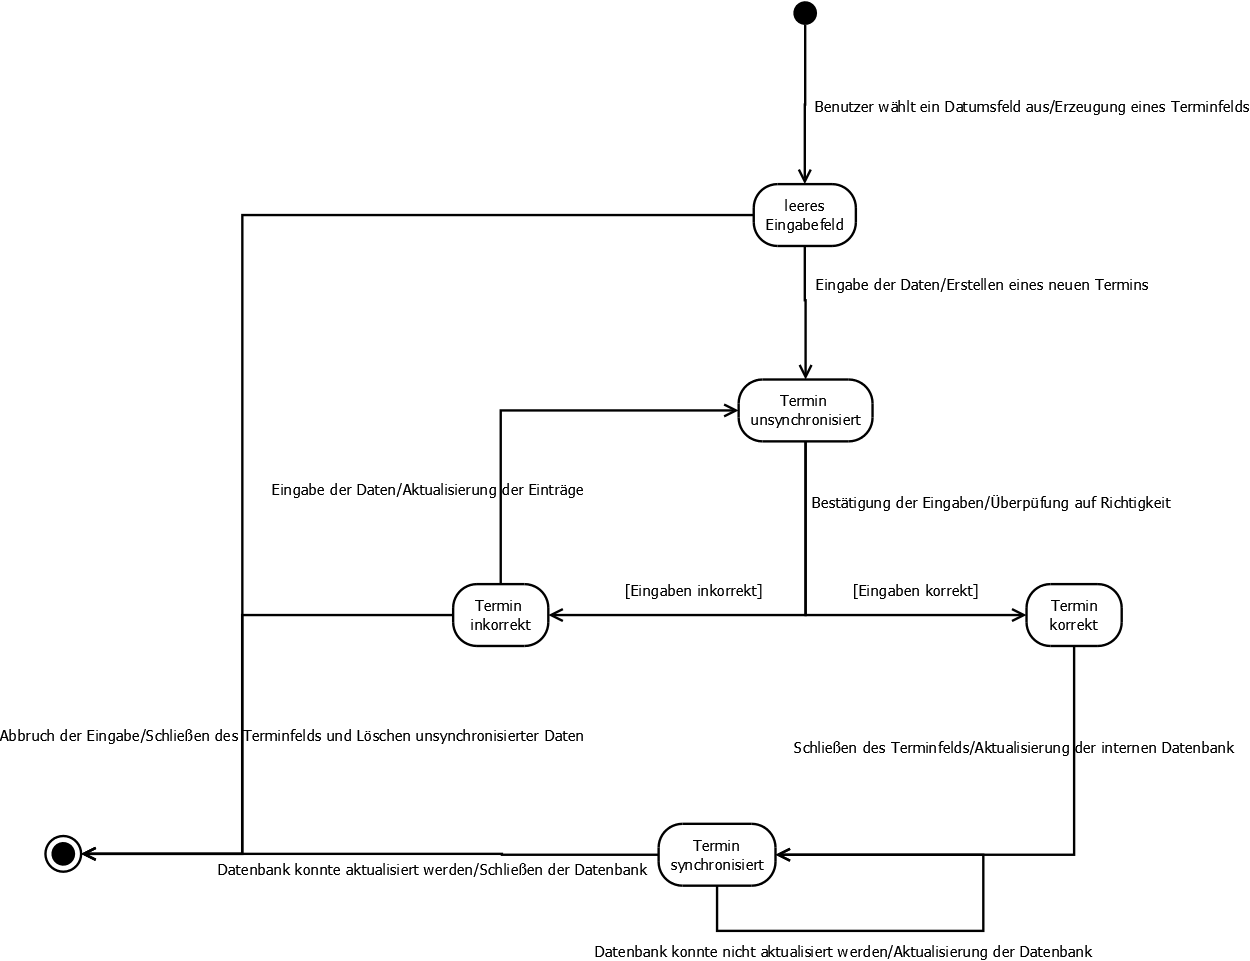 Benutzer wählt ein Datumsfeld aus/Erzeugung eines Terminfelds
leeres
Eingabefeld
Eingabe der Daten/Erstellen eines neuen Termins
Termin
unsynchronisiert
Eingabe der Daten/Aktualisierung der Einträge
Bestätigung der Eingaben/Überpüfung auf Richtigkeit
[Eingaben inkorrekt]
[Eingaben korrekt]
Termin
inkorrekt
Termin
korrekt
Abbruch der Eingabe/Schließen des Terminfelds und Löschen unsynchronisierter Daten
Schließen des Terminfelds/Aktualisierung der internen Datenbank
Termin
synchronisiert
Datenbank konnte aktualisiert werden/Schließen der Datenbank
Datenbank konnte nicht aktualisiert werden/Aktualisierung der Datenbank